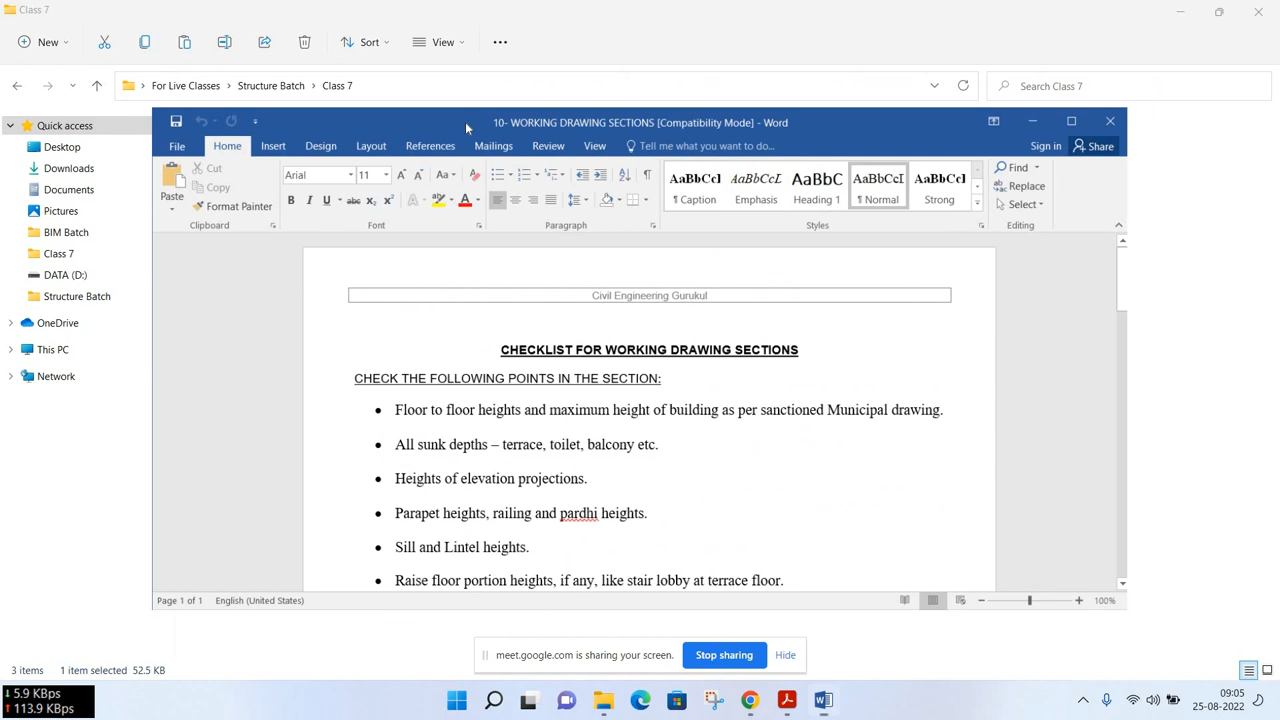 Class 7
New
Sort
View
For Live Classes
Structure Batch
Class 7
Search Class 7
Quick access
Desktop
Downloads
Documents
Pictures
BIM Batch
Class 7
DATA (D:)
Structure Batch
OneDrive
This PC
Network
10- WORKING DRAWING SECTIONS [Compatibility Mode] - Word
File Home Insert Design Layout References Mailings Review View Tell me what you want to do... Sign in Share
Paste
Cut
Copy
Format Painter
Clipboard
Arial 11 A A Aa
B I U abc X₂ X² A A
Font
Paragraph
AaBbCcI AaBbCcL AaBbC AaBbCcI AaBbCcl
¶ Caption Emphasis Heading 1 ¶ Normal Strong
Styles
Find
Replace
Select
Editing
Civil Engineering Gurukul
CHECKLIST FOR WORKING DRAWING SECTIONS
CHECK THE FOLLOWING POINTS IN THE SECTION:
• Floor to floor heights and maximum height of building as per sanctioned Municipal drawing.
• All sunk depths – terrace, toilet, balcony etc.
• Heights of elevation projections.
• Parapet heights, railing and pardhi heights.
• Sill and Lintel heights.
• Raise floor portion heights, if any, like stair lobby at terrace floor.
Page 1 of 1 English (United States) 100%
meet.google.com is sharing your screen. Stop sharing Hide
3 items 1 item selected 52.5 KB
↓ 5.9 KBps
↑ 113.9 KBps
09:05
25-08-2022